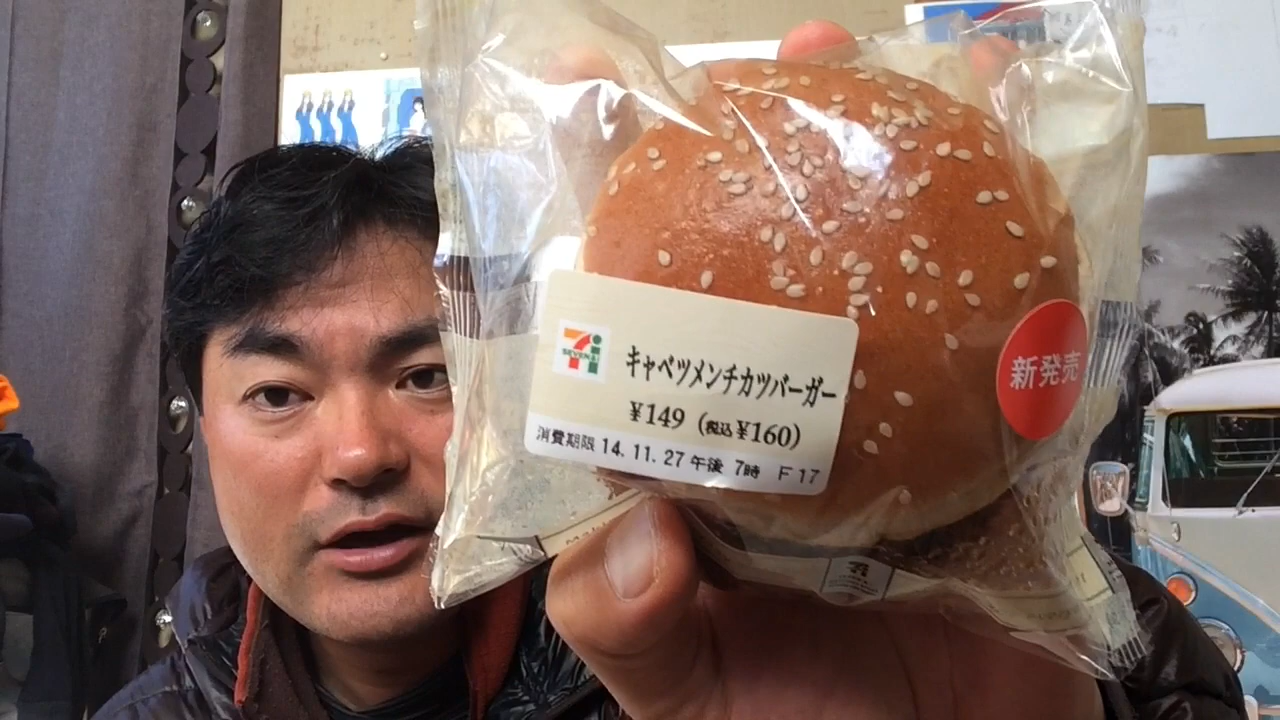 SEVEN
キャベツメンチカツバーガー
¥149 (税込¥160)
消費期限 14.11.27 午後 7時 F17
新発売